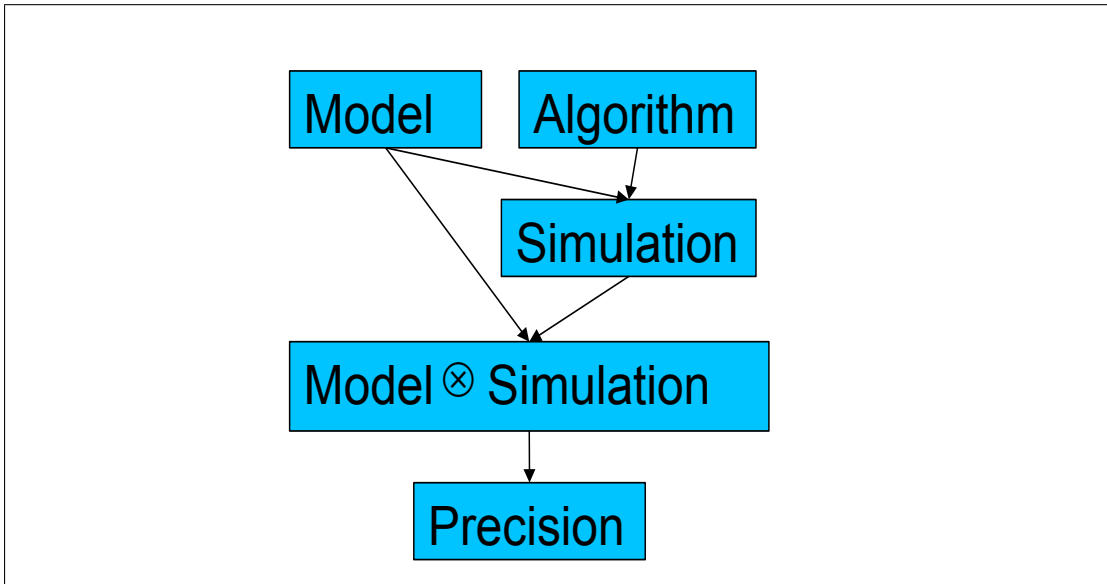 Model
Algorithm
Simulation
Model ⊗ Simulation
Precision